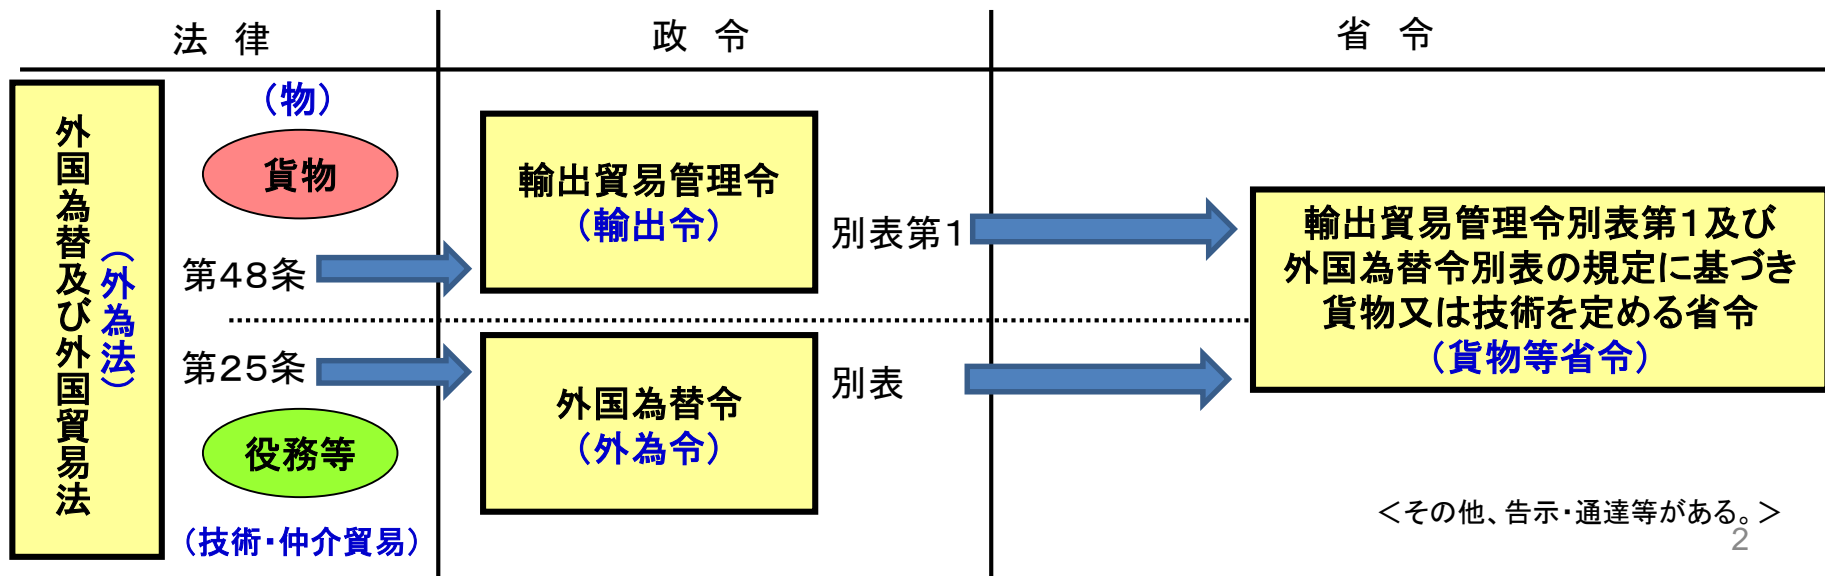 法　律
政　令
省　令
外国為替及び外国貿易法
（外為法）
（物）
貨物
第４８条
第２５条
役務等
（技術・仲介貿易）
輸出貿易管理令
（輸出令）
別表第１
外国為替令
（外為令）
別表
輸出貿易管理令別表第１及び
外国為替令別表の規定に基づき
貨物又は技術を定める省令
（貨物等省令）
＜その他、告示・通達等がある。＞
2